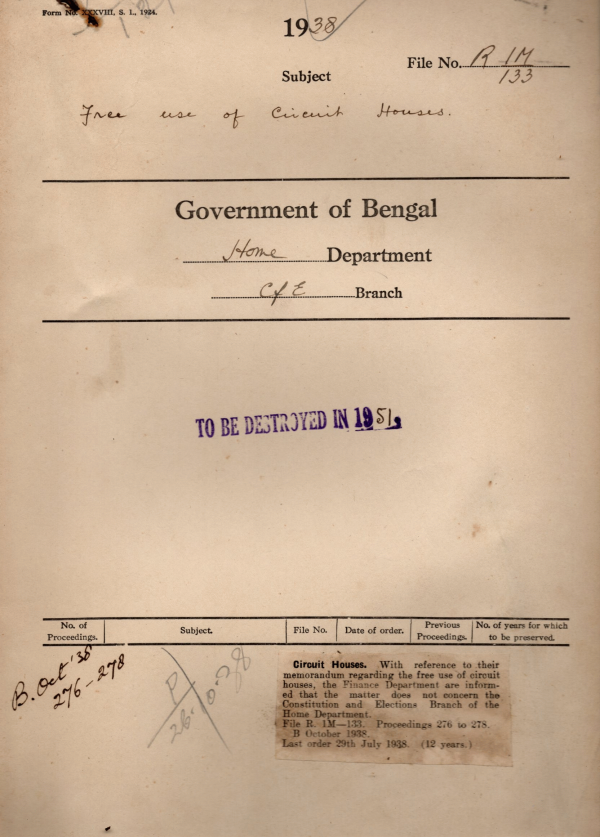 Form No. XXXVIII, S. I., 1924.
1938
File No. R 1M
133
Subject
Free use of Circuit Houses.
Government of Bengal
Home Department
C & E Branch
TO BE DESTROYED IN 1951.
No. of Proceedings. Subject. File No. Date of order. Previous Proceedings. No. of years for which to be preserved.
B. Oct '38
276-278
26.10.38
Circuit Houses. With reference to their
memorandum regarding the free use of circuit
houses, the Finance Department are inform-
ed that the matter does not concern the
Constitution and Elections Branch of the
Home Department.
File R. 1M—133. Proceedings 276 to 278.
B October 1938.
Last order 29th July 1938. (12 years.)